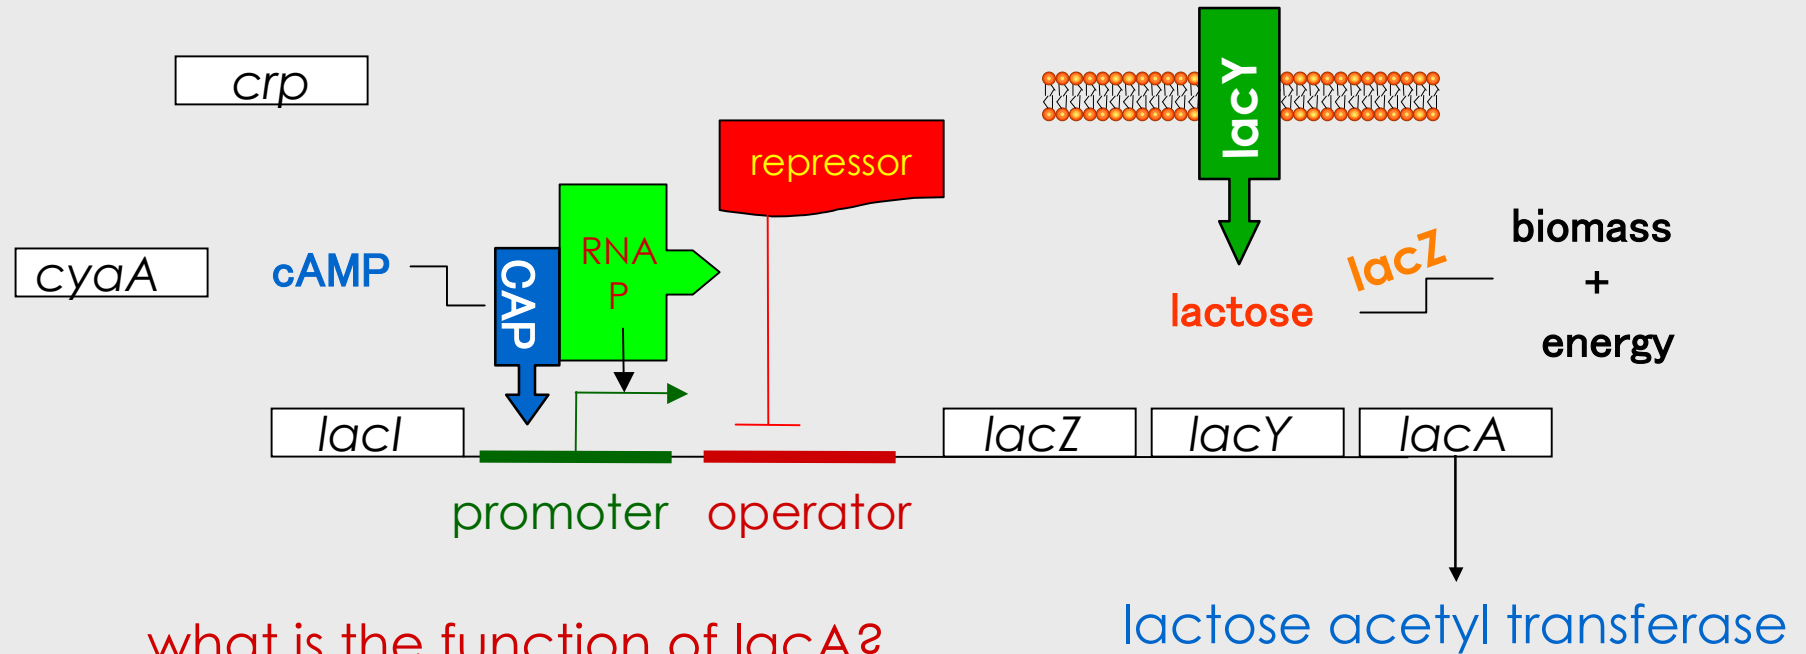 crp
lacY
repressor
cyaA
cAMP
CAP
RNA
P
lactose
lacZ
biomass
+
energy
lacI
lacZ
lacY
lacA
promoter
operator
what is the function of lacA?
lactose acetyl transferase